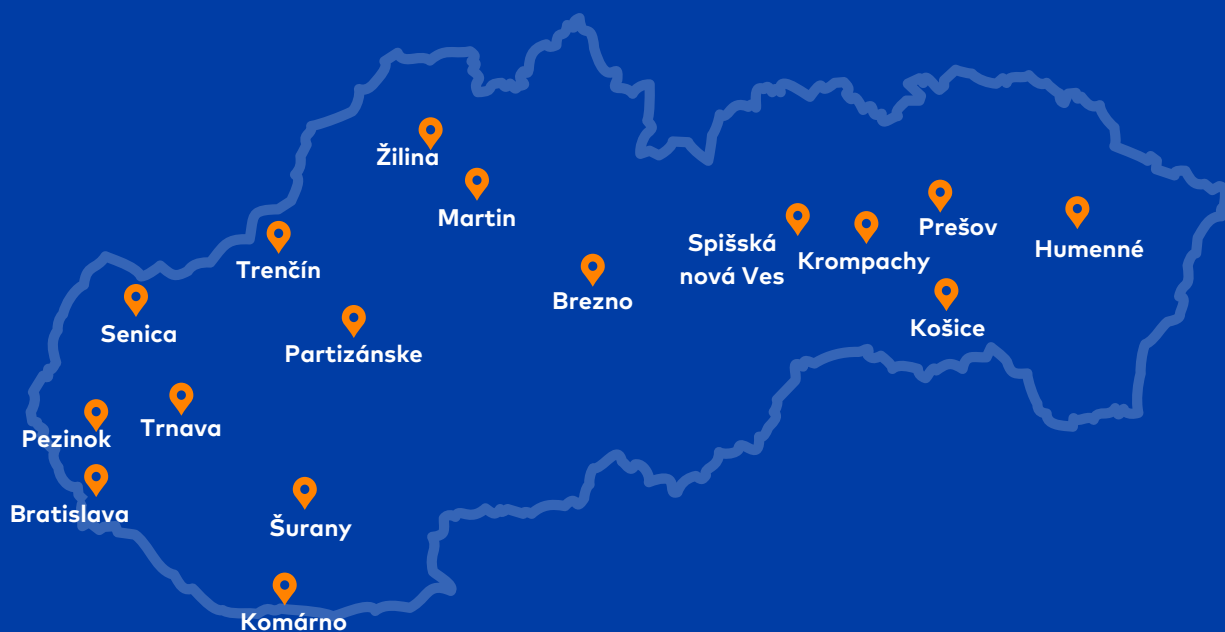 Žilina
Martin
Prešov
Spišská
nová Ves
Krompachy
Humenné
Trenčín
Brezno
Senica
Košice
Partizánske
Trnava
Pezinok
Bratislava
Šurany
Komárno